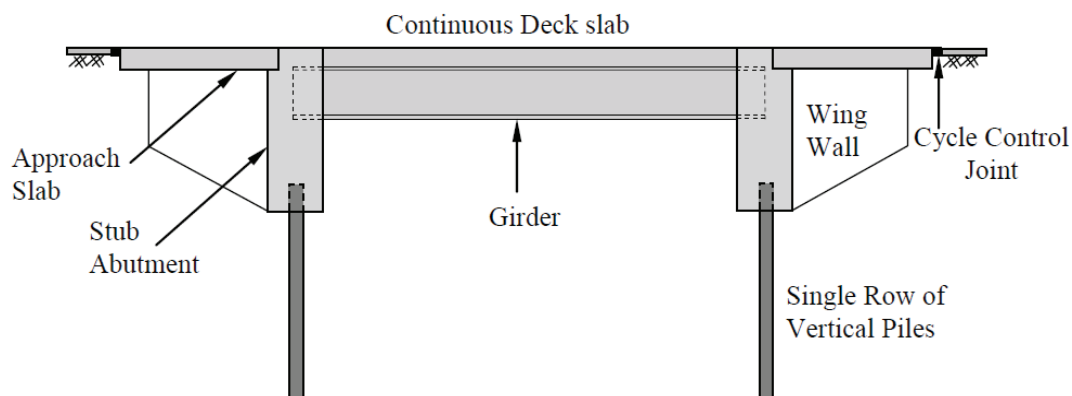 Continuous Deck slab
Approach
Slab
Stub
Abutment
Girder
Wing
Wall
Cycle Control
Joint
Single Row of
Vertical Piles